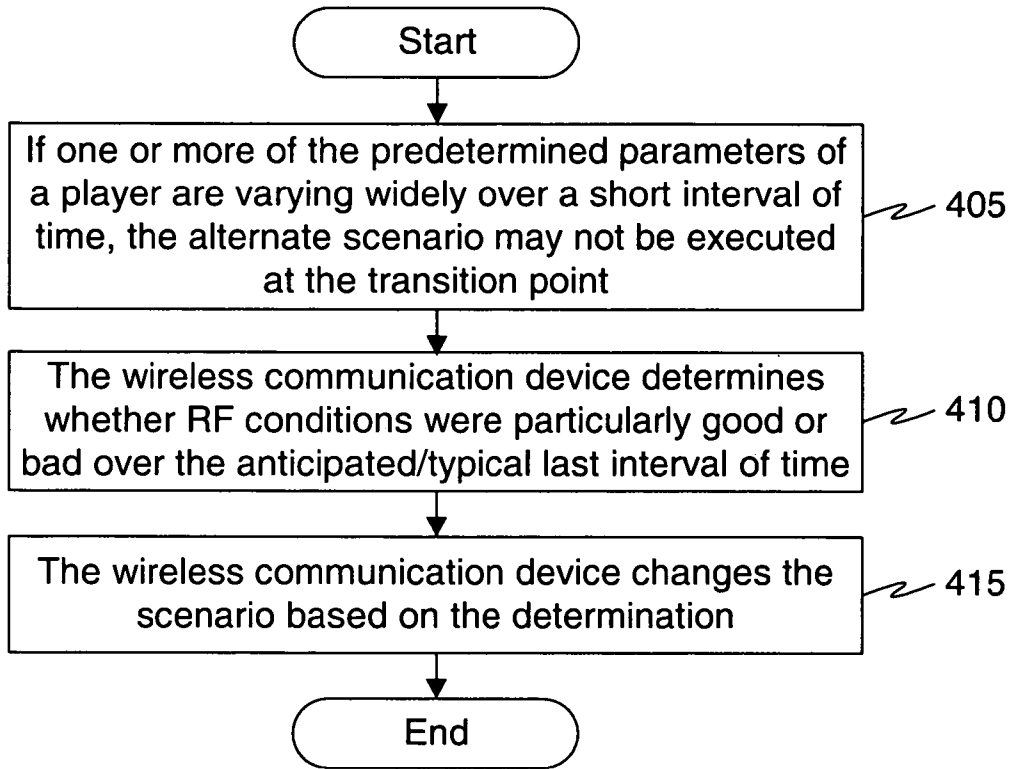 Start
If one or more of the predetermined parameters of
a player are varying widely over a short interval of
time, the alternate scenario may not be executed
at the transition point
405
The wireless communication device determines
whether RF conditions were particularly good or
bad over the anticipated/typical last interval of time
410
The wireless communication device changes the
scenario based on the determination
415
End